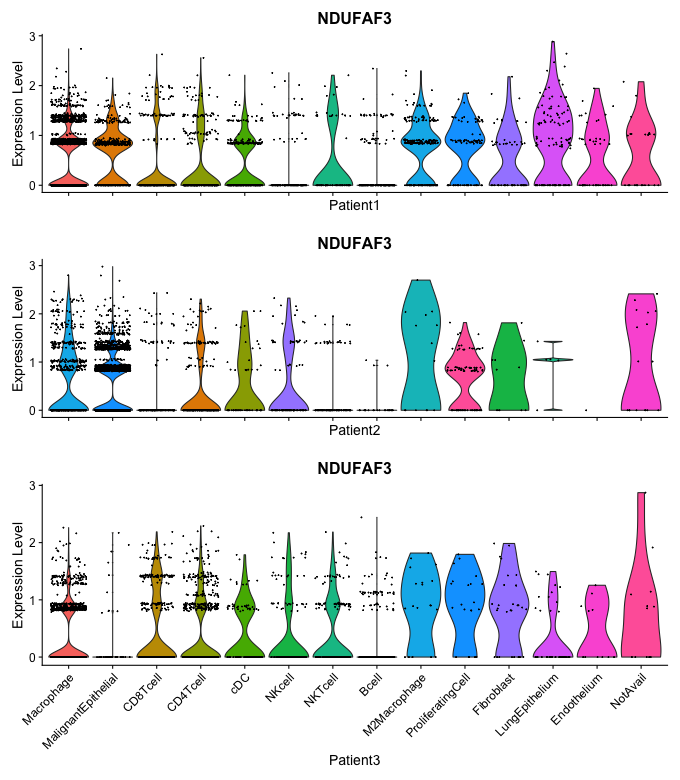 NDUFAF3
Expression Level
3
2
1
0
Patient1
NDUFAF3
Expression Level
3
2
1
0
Patient2
NDUFAF3
Expression Level
3
2
1
0
Macrophage
MalignantEpithelial
CD8Tcell
CD4Tcell
cDC
NKcell
NKTcell
Bcell
M2Macrophage
ProliferatingCell
Fibroblast
LungEpithelium
Endothelium
NotAvail
Patient3